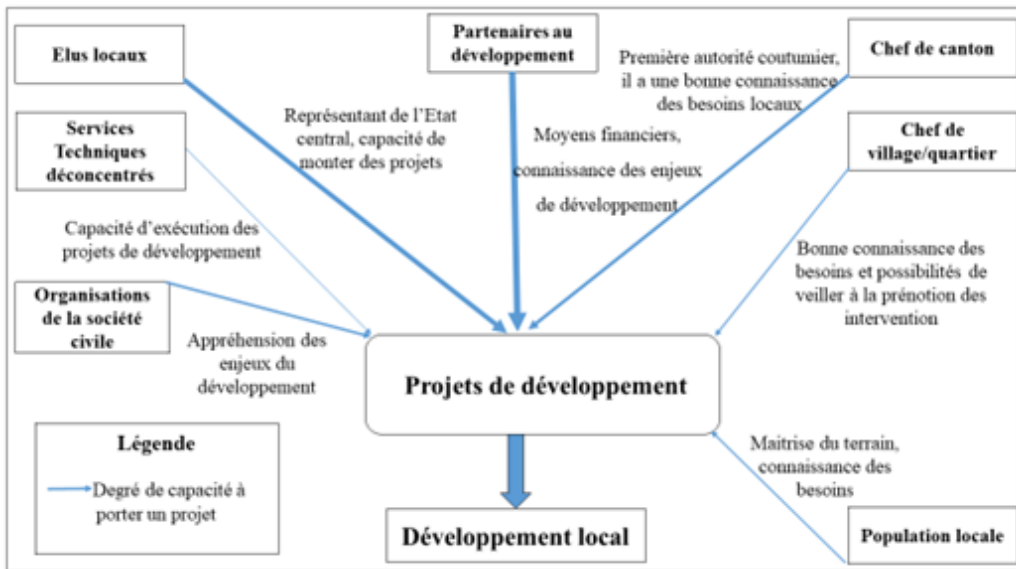 Elus locaux
Partenaires au
développement
Chef de canton
Première autorité coutumier,
il a une bonne connaissance
des besoins locaux
Représentant de l'Etat
central, capacité de
monter des projets
Services
Techniques
déconcentrés
Moyens financiers,
connaissance des enjeux
de développement
Chef de
village/quartier
Capacité d'exécution des
projets de développement
Bonne connaissance des
besoins et possibilités de
veiller à la prénotion des
intervention
Organisations
de la société
civile
Appréhension des
enjeux du
développement
Projets de développement
Légende
Degré de capacité à
porter un projet
Maitrise du terrain,
connaissance des
besoins
Développement local
Population locale